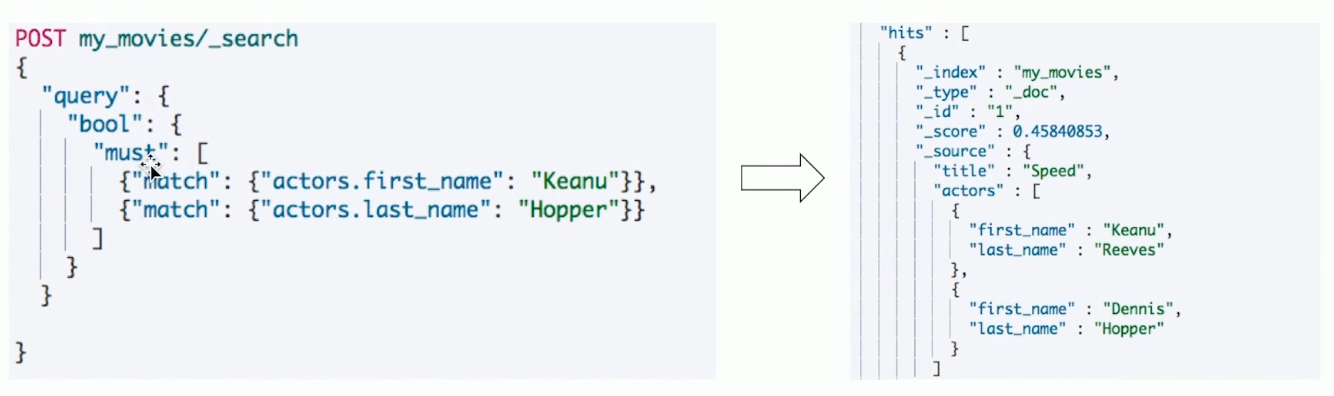 POST my_movies/_search
{
"query": {
"bool": {
"must": [
{"match": {"actors.first_name": "Keanu"}},
{"match": {"actors.last_name": "Hopper"}}
]
}
}
}
"hits" : [
{
"_index" : "my_movies",
"_type" : "_doc",
"_id" : "1",
"_score" : 0.45840853,
"_source" : {
"title" : "Speed",
"actors" : [
{
"first_name" : "Keanu",
"last_name" : "Reeves"
},
{
"first_name" : "Dennis",
"last_name" : "Hopper"
}
]